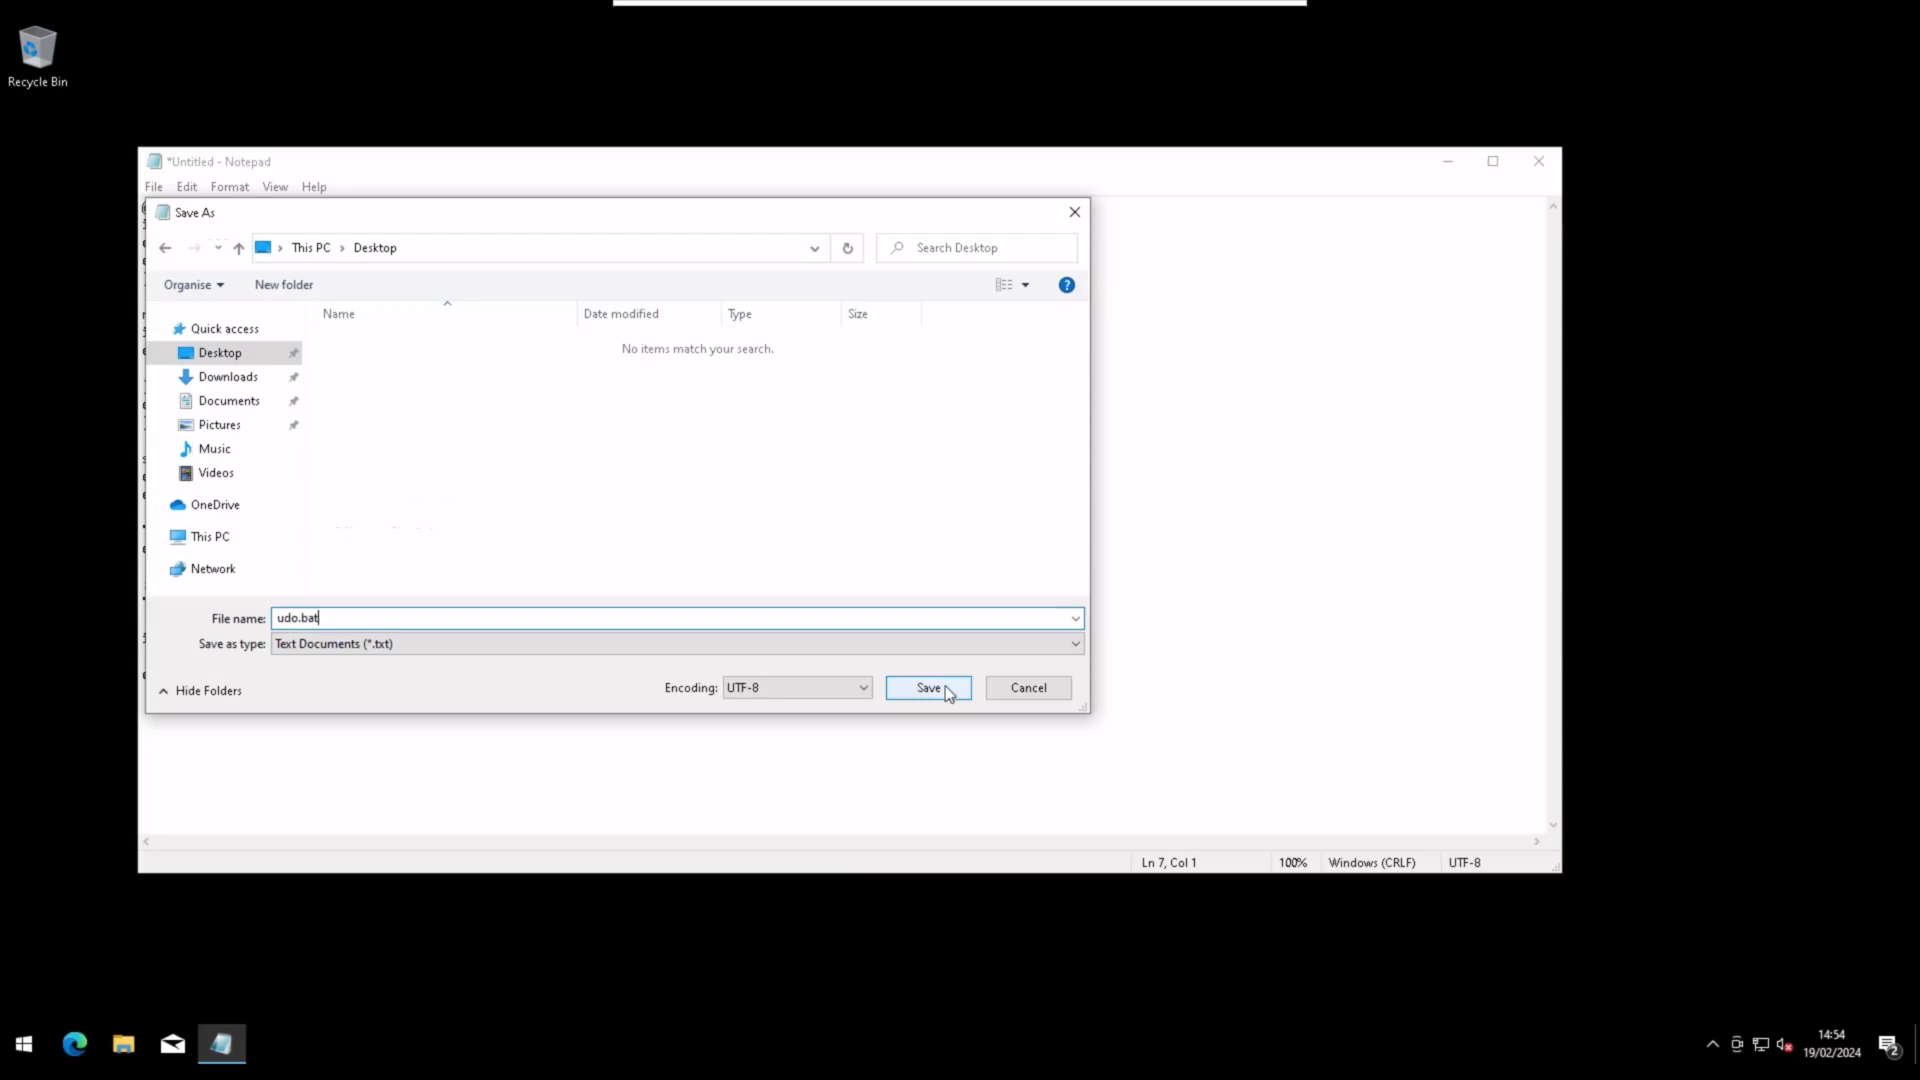 Recycle Bin
*Untitled - Notepad
File Edit Format View Help
Save As
This PC > Desktop
Search Desktop
Organise New folder
Name Date modified Type Size
No items match your search.
Quick access
Desktop
Downloads
Documents
Pictures
Music
Videos
OneDrive
This PC
Network
File name: udo.bat
Save as type: Text Documents (*.txt)
Hide Folders Encoding: UTF-8 Save Cancel
Ln 7, Col 1 100% Windows (CRLF) UTF-8
14:54
19/02/2024
2